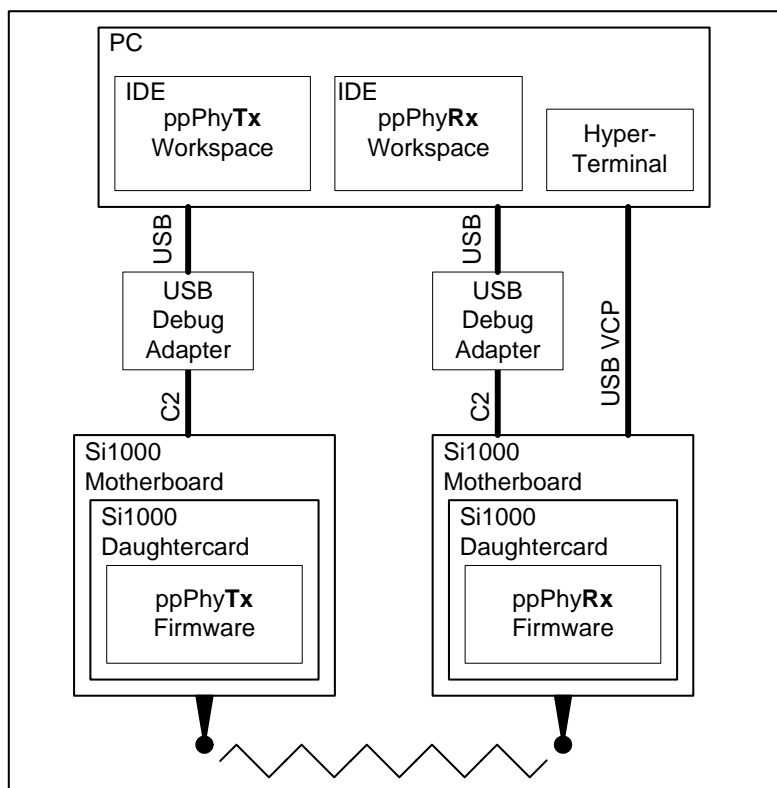 PC
IDE
ppPhyTx
Workspace
IDE
ppPhyRx
Workspace
Hyper-
Terminal
USB
USB
USB VCP
USB
Debug
Adapter
USB
Debug
Adapter
C2
C2
Si1000
Motherboard
Si1000
Daughtercard
ppPhyTx
Firmware
Si1000
Motherboard
Si1000
Daughtercard
ppPhyRx
Firmware